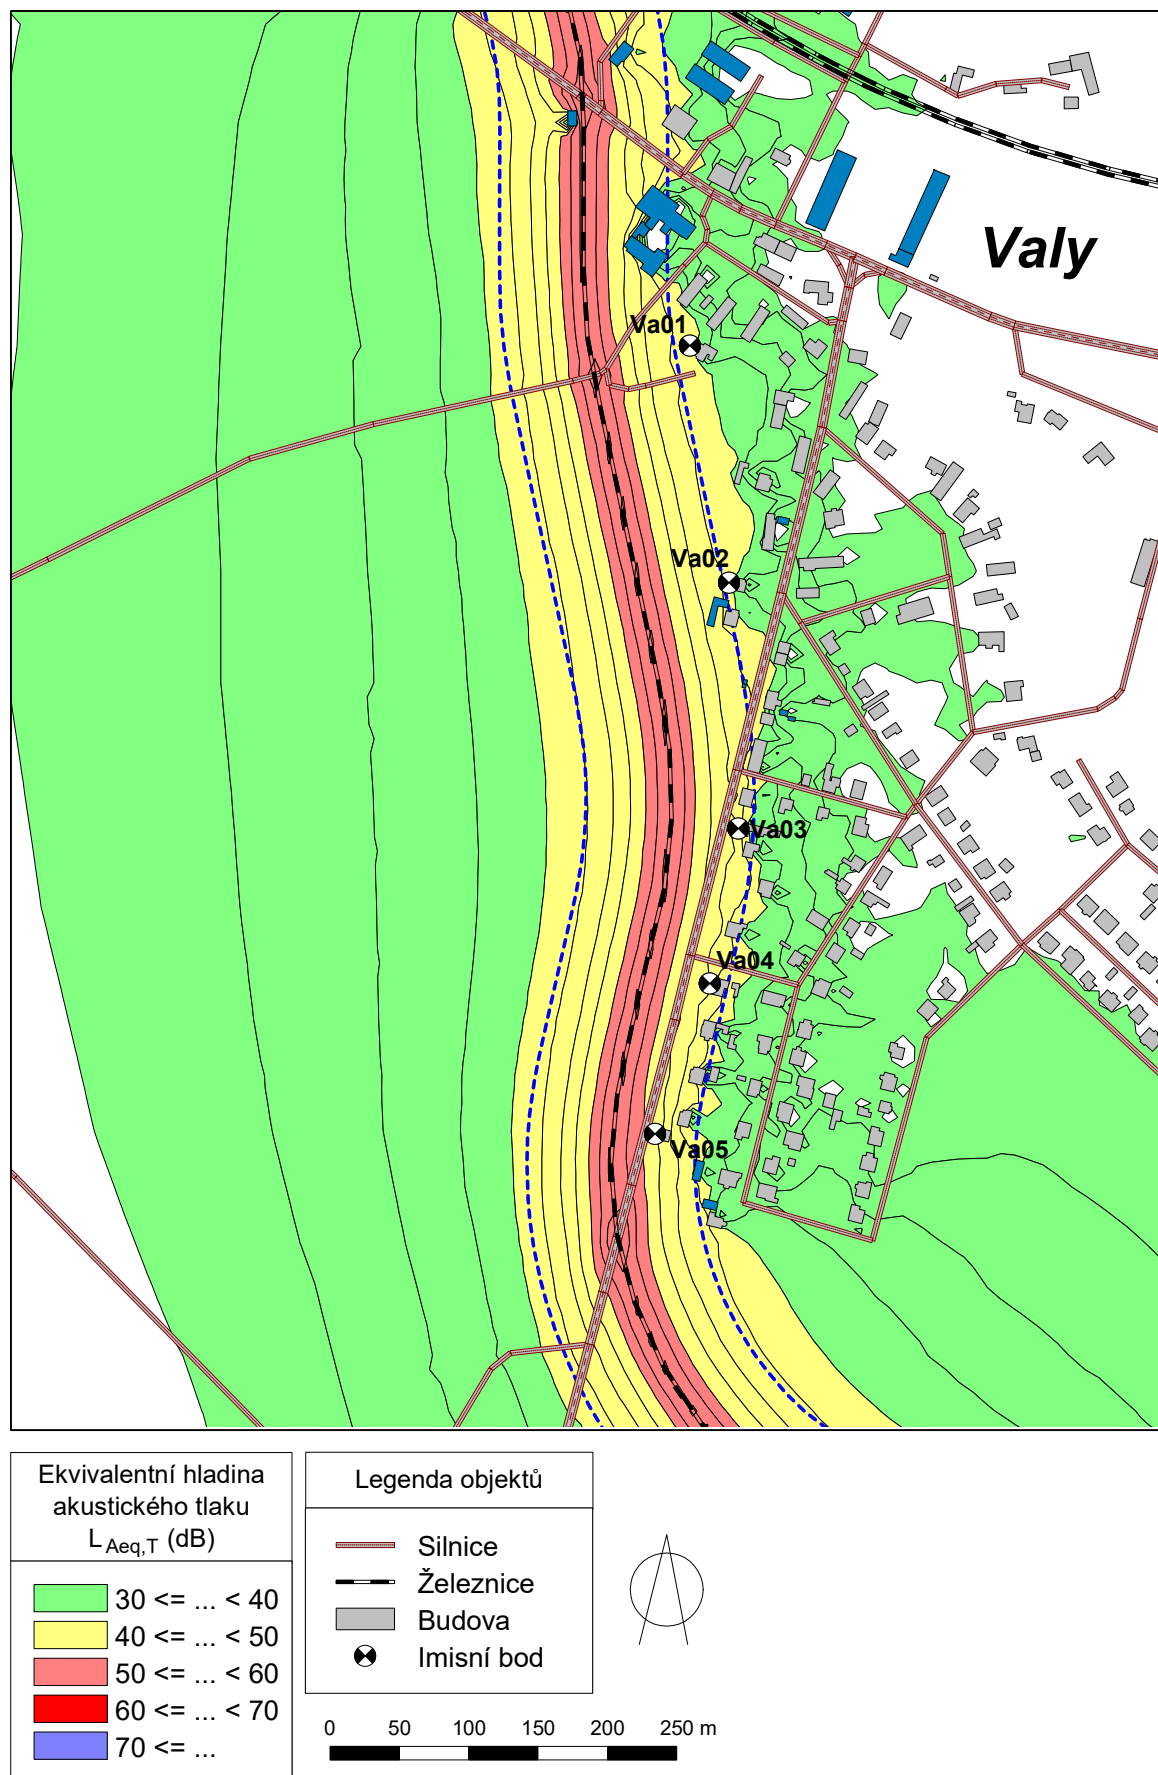 Valy
Va01
Va02
Va03
Va04
Va05
Ekvivalentní hladina
akustického tlaku
L Aeq,T (dB)
30 <= ... < 40
40 <= ... < 50
50 <= ... < 60
60 <= ... < 70
70 <= ...
Legenda objektů
Silnice
Železnice
Budova
Imisní bod
0 50 100 150 200 250 m